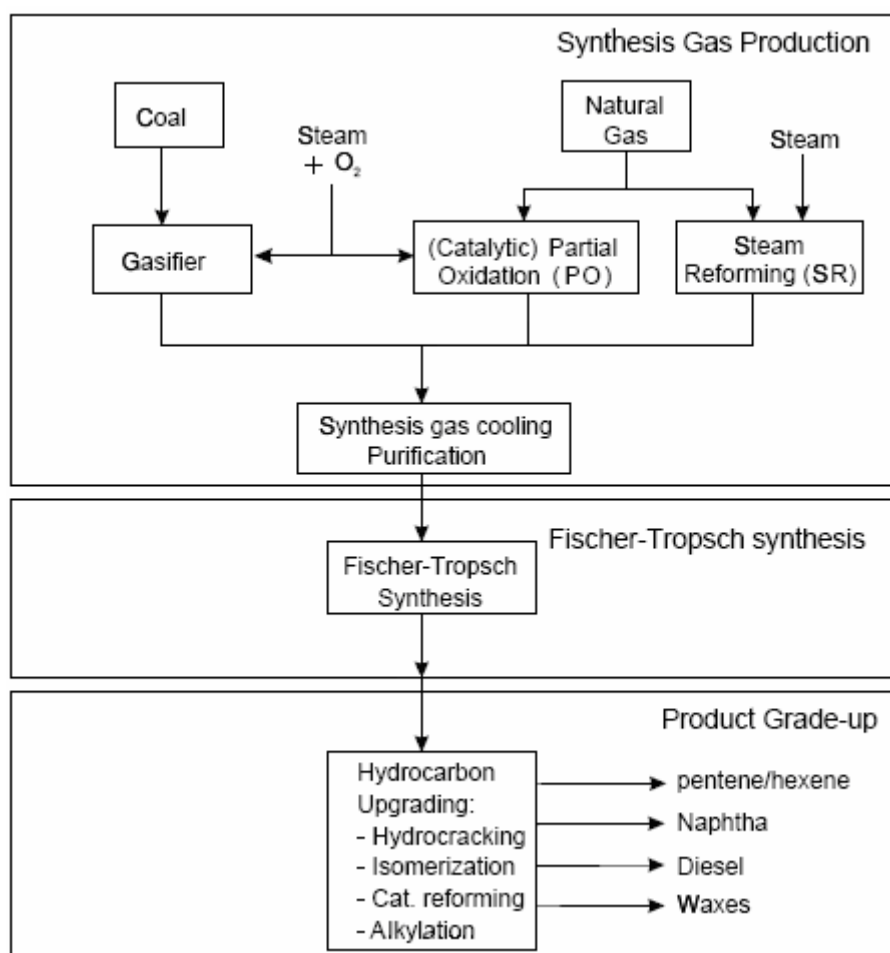 Synthesis Gas Production
Coal
Steam
+ O₂
Natural
Gas
Steam
Gasifier
(Catalytic) Partial
Oxidation (PO)
Steam
Reforming (SR)
Synthesis gas cooling
Purification
Fischer-Tropsch synthesis
Fischer-Tropsch
Synthesis
Product Grade-up
Hydrocarbon
Upgrading:
- Hydrocracking
- Isomerization
- Cat. reforming
- Alkylation
pentene/hexene
Naphtha
Diesel
Waxes